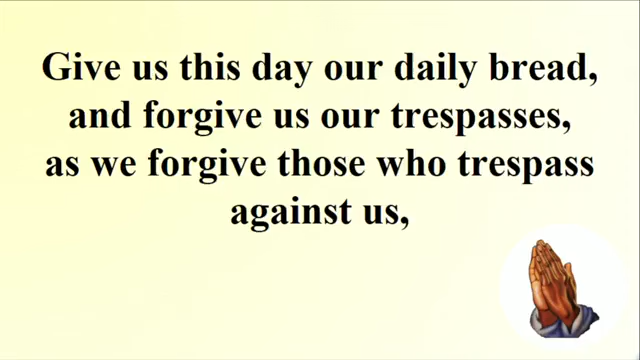 Give us this day our daily bread,
and forgive us our trespasses,
as we forgive those who trespass
against us,